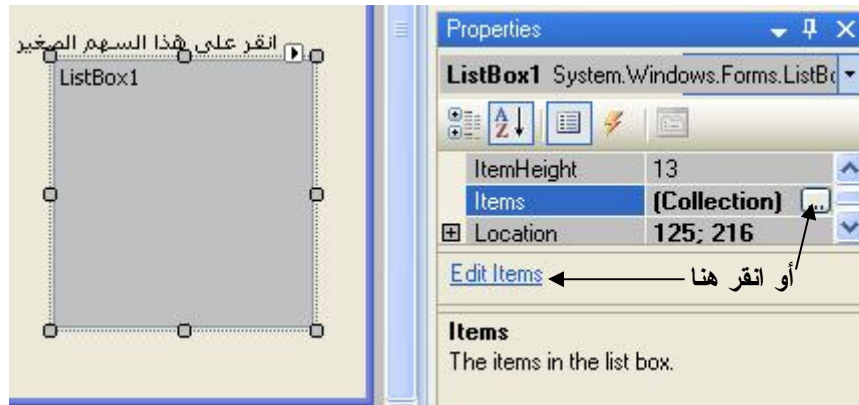 انقر على هذا السهم الصغير
ListBox1
Properties
ListBox1 System.Windows.Forms.ListBo
ItemHeight 13
Items (Collection) ...
Location 125; 216
Edit Items
أو انقر هنا
Items
The items in the list box.